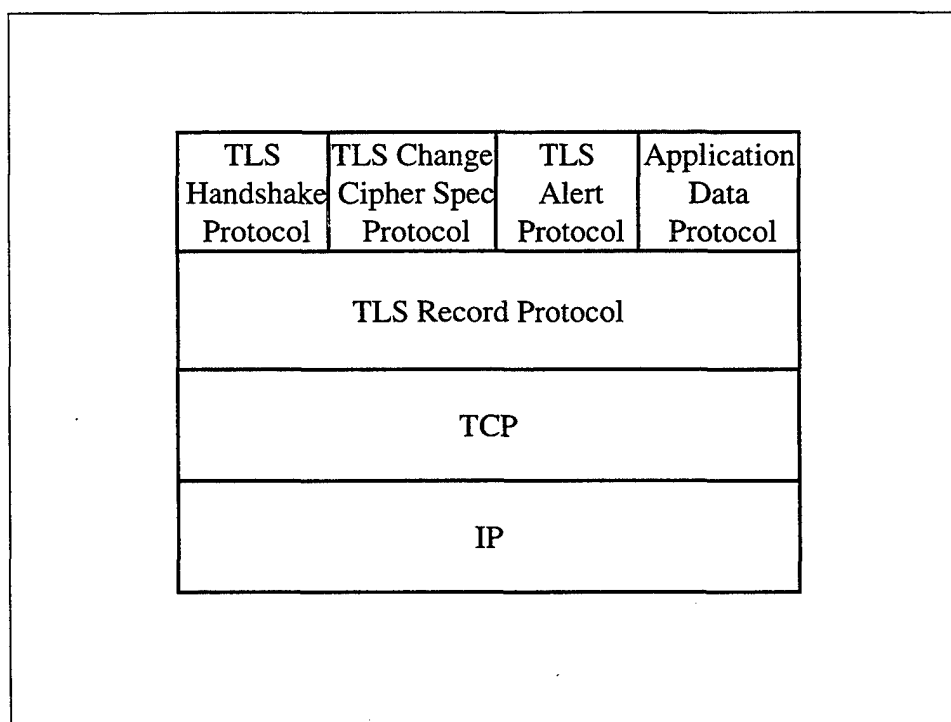 TLS
Handshake
Protocol
TLS Change
Cipher Spec
Protocol
TLS
Alert
Protocol
Application
Data
Protocol
TLS Record Protocol
TCP
IP